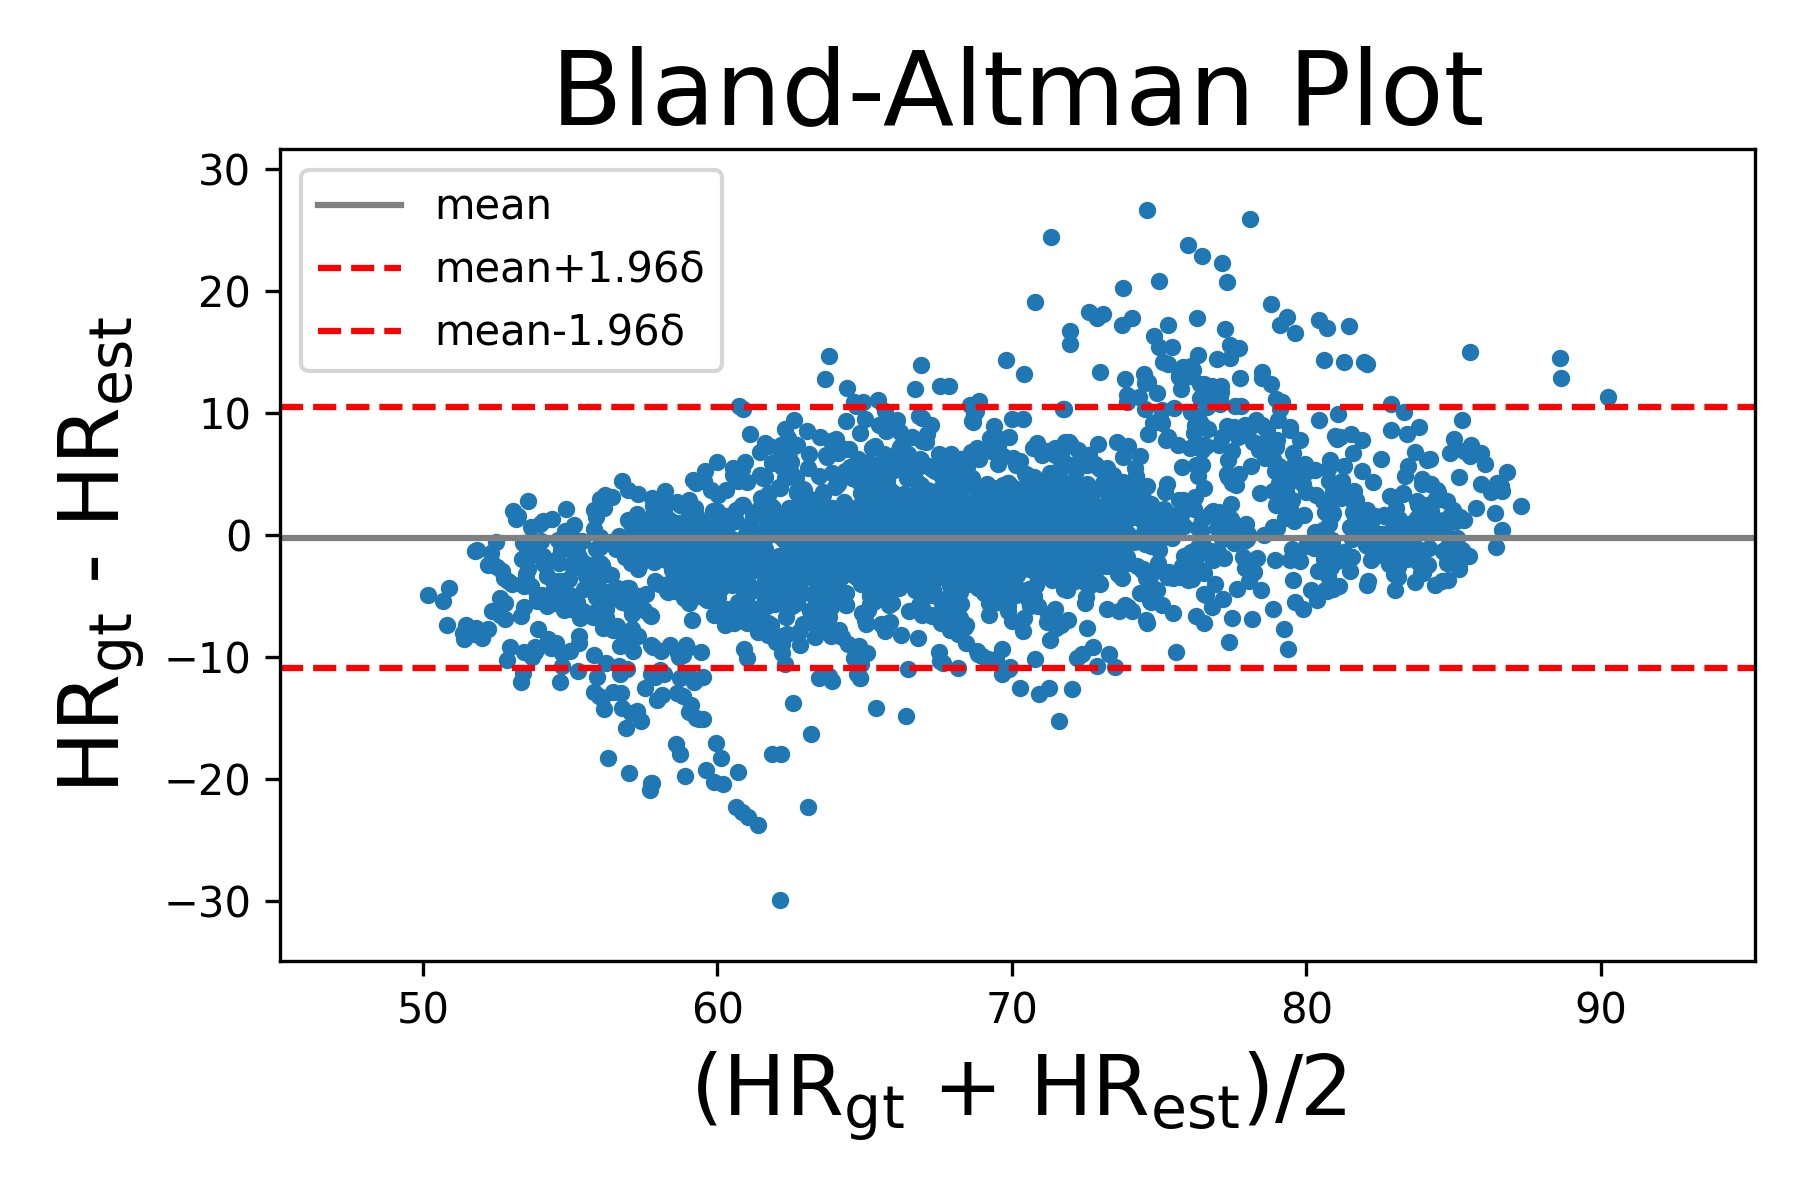 Bland-Altman Plot
30
20
10
0
−10
−20
−30
mean
mean+1.96δ
mean-1.96δ
HRgt - HRest
50
60
70
80
90
(HRgt + HRest)/2